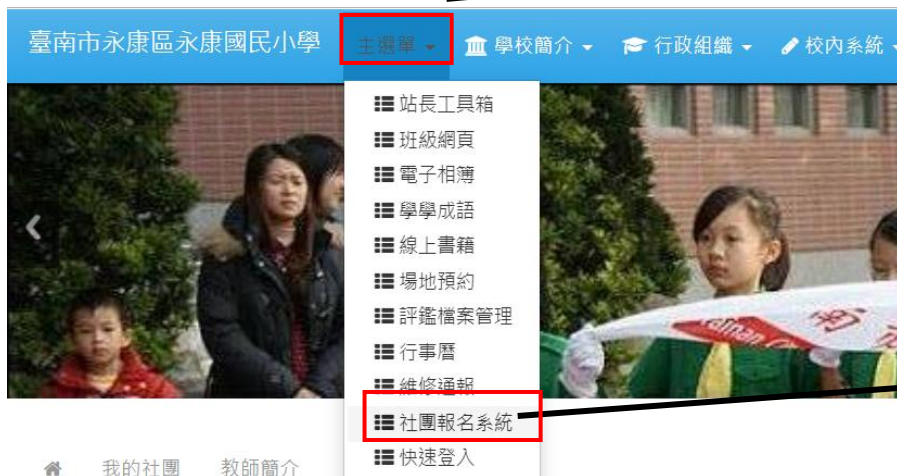 臺南市永康區永康國民小學 主選單 學校簡介 行政組織 校內系統
站長工具箱
班級網頁
電子相簿
學學成語
線上書籍
場地預約
評鑑檔案管理
行事曆
維修通報
社團報名系統
快速登入
我的社團 教師簡介
Tainan